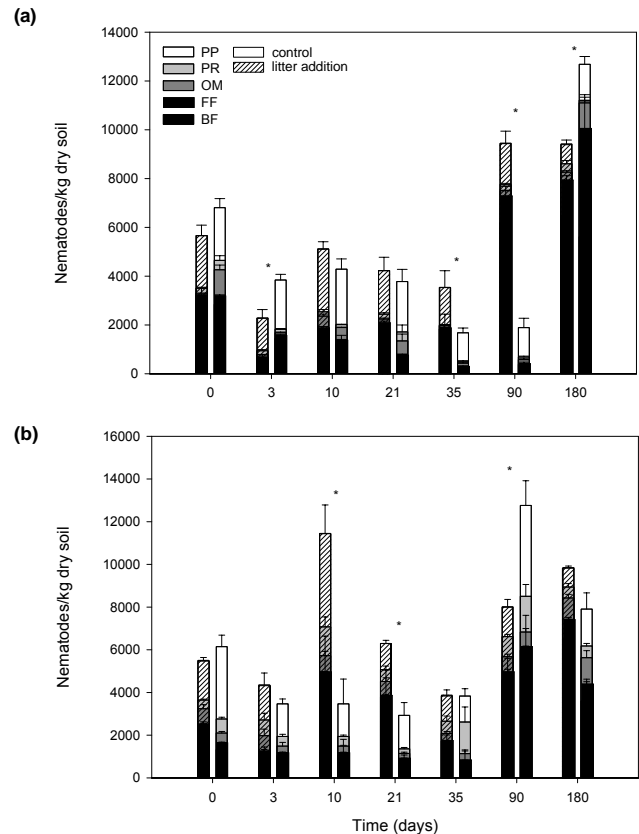 (a)
14000
12000
10000
8000
6000
4000
2000
0
Nematodes/kg dry soil
PP
PR
OM
FF
BF
control
litter addition
*
*
*
*
0 3 10 21 35 90 180
(b)
16000
14000
12000
10000
8000
6000
4000
2000
0
Nematodes/kg dry soil
*
*
*
0 3 10 21 35 90 180
Time (days)